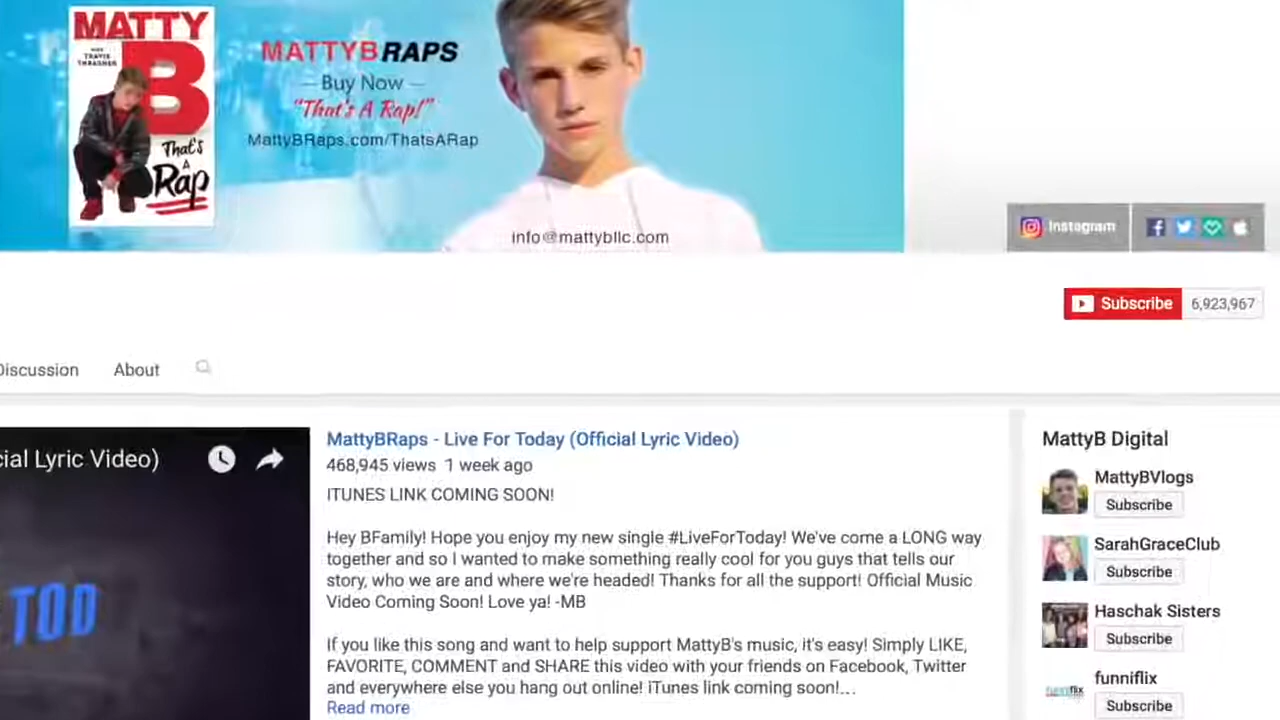 MATTY
B
WITH
TRAVIS
THRASHER
That's
A
Rap
MATTYBRAPS
Buy Now
"That's A Rap!"
MattyBRaps.com/ThatsARap
info@mattybllc.com
Instagram
Subscribe 6,923,967
Discussion About
cial Lyric Video)
TOD
MattyBRaps - Live For Today (Official Lyric Video)
468,945 views 1 week ago
ITUNES LINK COMING SOON!
Hey BFamily! Hope you enjoy my new single #LiveForToday! We've come a LONG way
together and so I wanted to make something really cool for you guys that tells our
story, who we are and where we're headed! Thanks for all the support! Official Music
Video Coming Soon! Love ya! -MB
If you like this song and want to help support MattyB's music, it's easy! Simply LIKE,
FAVORITE, COMMENT and SHARE this video with your friends on Facebook, Twitter
and everywhere else you hang out online! iTunes link coming soon!...
Read more
MattyB Digital
MattyBVlogs
Subscribe
SarahGraceClub
Subscribe
Haschak Sisters
Subscribe
funniflix
funniflix
Subscribe